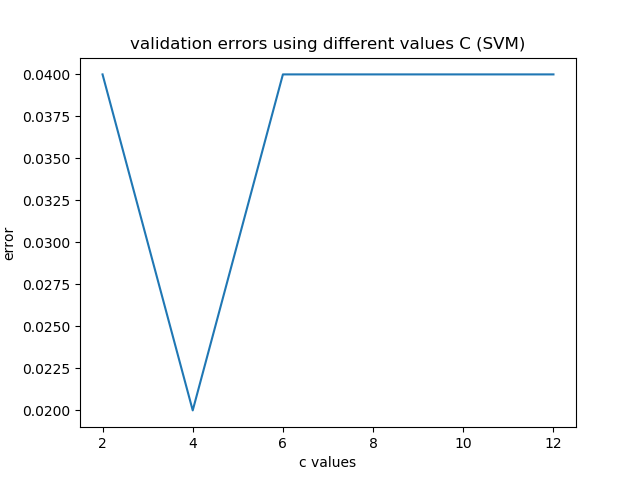 validation errors using different values C (SVM)
0.0400
0.0375
0.0350
0.0325
0.0300
0.0275
0.0250
0.0225
0.0200
error
2 4 6 8 10 12
c values